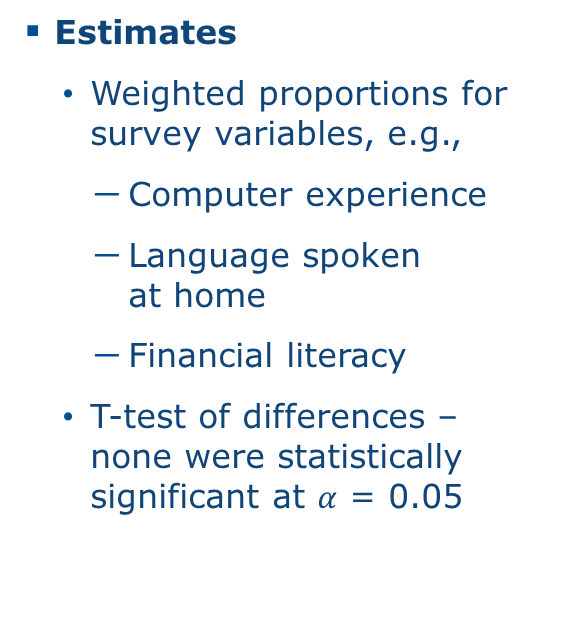 ▪ Estimates
• Weighted proportions for
survey variables, e.g.,
– Computer experience
– Language spoken
at home
– Financial literacy
• T-test of differences –
none were statistically
significant at 𝛼 = 0.05